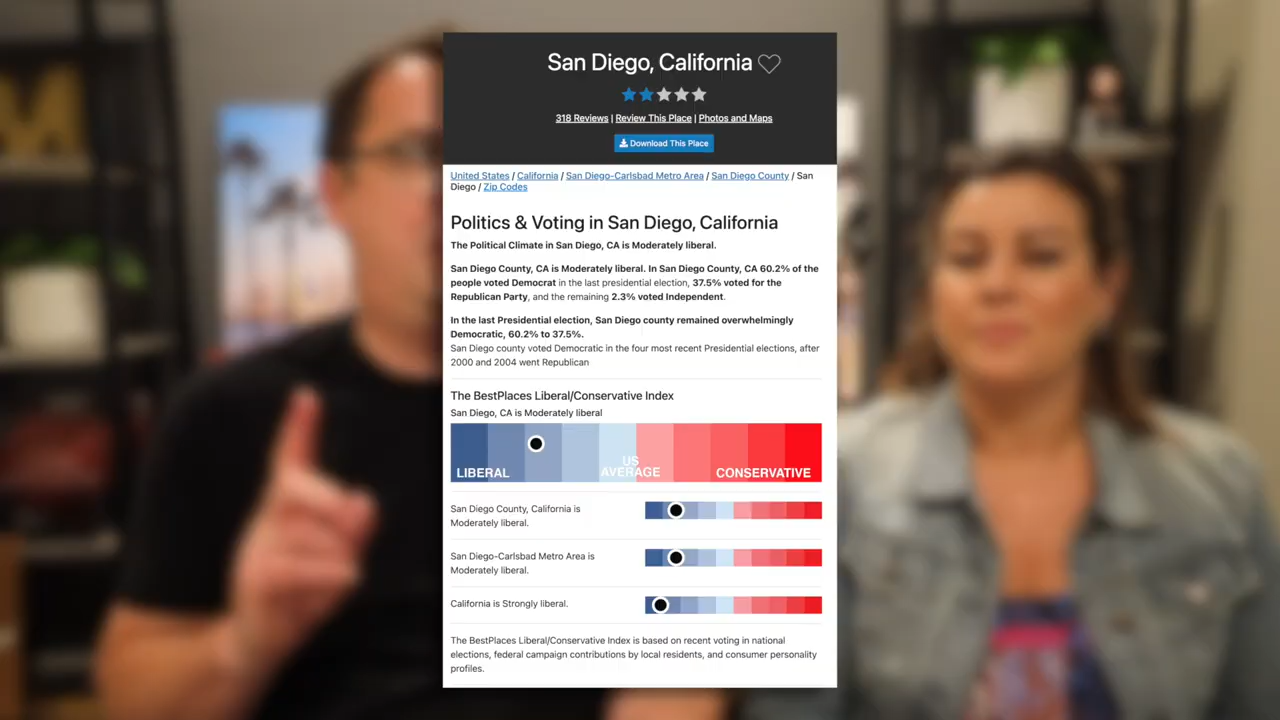 San Diego, California
318 Reviews | Review This Place | Photos and Maps
Download This Place
United States / California / San Diego-Carlsbad Metro Area / San Diego County / San
Diego / Zip Codes
Politics & Voting in San Diego, California
The Political Climate in San Diego, CA is Moderately liberal.
San Diego County, CA is Moderately liberal. In San Diego County, CA 60.2% of the
people voted Democrat in the last presidential election, 37.5% voted for the
Republican Party, and the remaining 2.3% voted Independent.
In the last Presidential election, San Diego county remained overwhelmingly
Democratic, 60.2% to 37.5%.
San Diego county voted Democratic in the four most recent Presidential elections, after
2000 and 2004 went Republican
The BestPlaces Liberal/Conservative Index
San Diego, CA is Moderately liberal
LIBERAL
US
AVERAGE
CONSERVATIVE
San Diego County, California is
Moderately liberal.
San Diego-Carlsbad Metro Area is
Moderately liberal.
California is Strongly liberal.
The BestPlaces Liberal/Conservative Index is based on recent voting in national
elections, federal campaign contributions by local residents, and consumer personality
profiles.